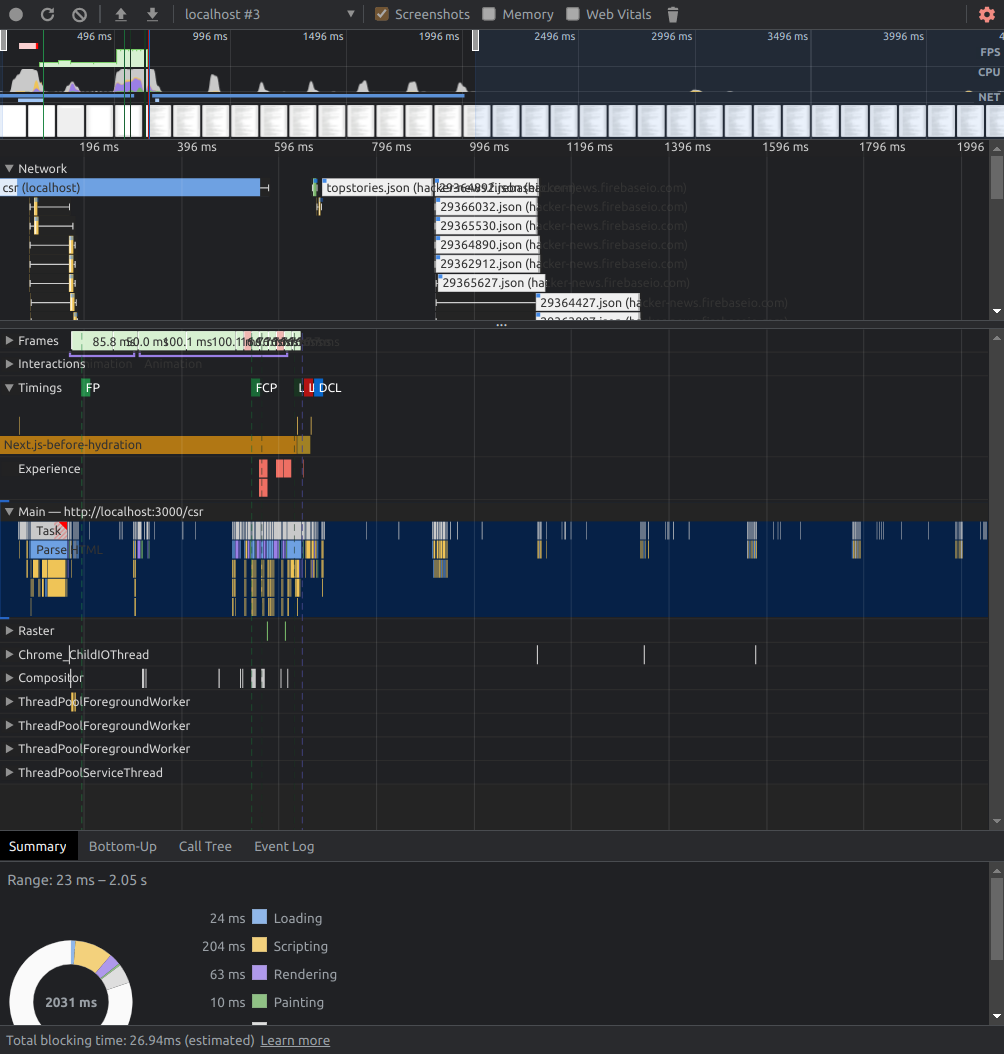 localhost #3 Screenshots Memory Web Vitals
496 ms 996 ms 1496 ms 1996 ms 2496 ms 2996 ms 3496 ms 3996 ms
FPS
CPU
NET
196 ms 396 ms 596 ms 796 ms 996 ms 1196 ms 1396 ms 1596 ms 1796 ms 1996
Network
csr (localhost) topstories.json (hacker-news.firebaseio.com) 29364892.json (hacker-news.firebaseio.com)
29366032.json (hacker-news.firebaseio.com)
29365530.json (hacker-news.firebaseio.com)
29364890.json (hacker-news.firebaseio.com)
29362912.json (hacker-news.firebaseio.com)
29365627.json (hacker-news.firebaseio.com)
29364427.json (hacker-news.firebaseio.com)
Frames 85.8 ms 50.0 ms 100.1 ms 100.1
Interactions Animation Animation
Timings FP FCP L DCL
Next.js-before-hydration
Experience
Main — http://localhost:3000/csr
Task
Parse HTML
Raster
Chrome_ChildIOThread
Compositor
ThreadPoolForegroundWorker
ThreadPoolForegroundWorker
ThreadPoolForegroundWorker
ThreadPoolServiceThread
Summary Bottom-Up Call Tree Event Log
Range: 23 ms – 2.05 s
24 ms Loading
204 ms Scripting
63 ms Rendering
2031 ms
10 ms Painting
Total blocking time: 26.94ms (estimated) Learn more